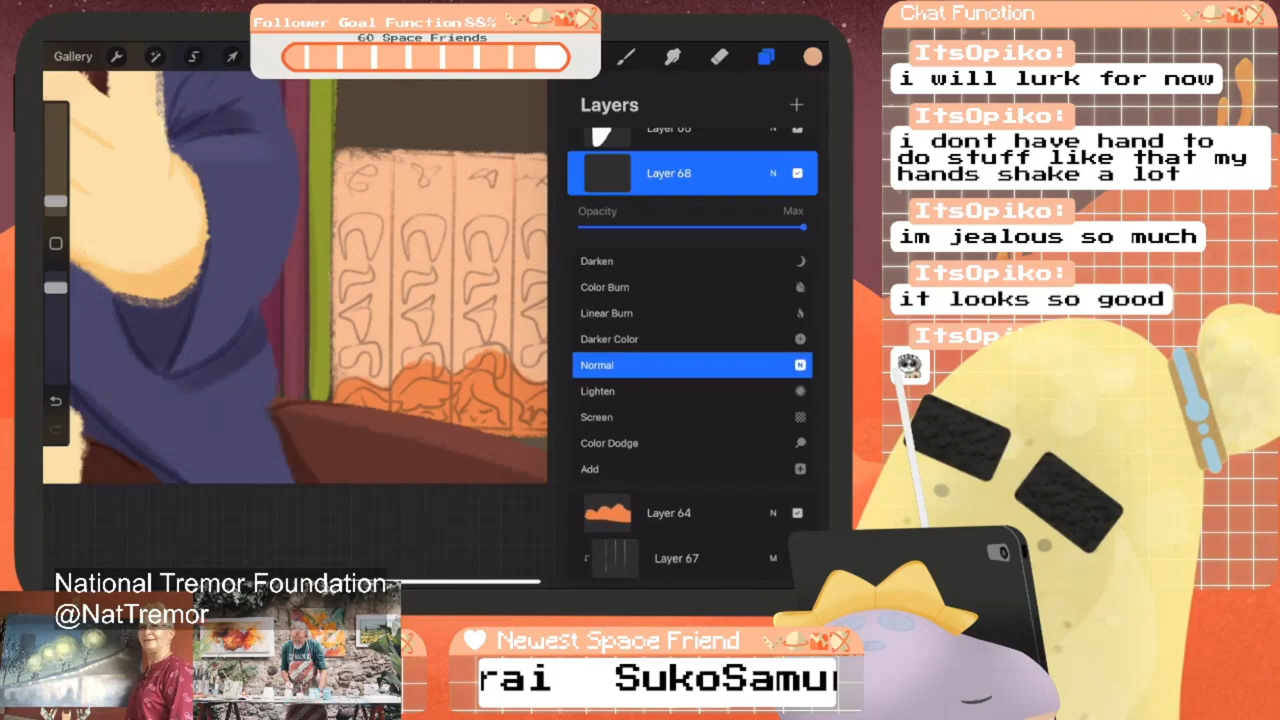 Follower Goal Function 88%
60 Space Friends
Gallery
Layers
Layer 65
N
Layer 68
N
Opacity
Max
Darken
Color Burn
Linear Burn
Darker Color
Normal
N
Lighten
Screen
Color Dodge
Add
Layer 64
N
Layer 67
M
Chat Function
ItsOpiko:
i will lurk for now
ItsOpiko:
i dont have hand to
do stuff like that my
hands shake a lot
ItsOpiko:
im jealous so much
ItsOpiko:
it looks so good
ItsOp
National Tremor Foundation
@NatTremor
Newest Space Friend
rai SukoSamu